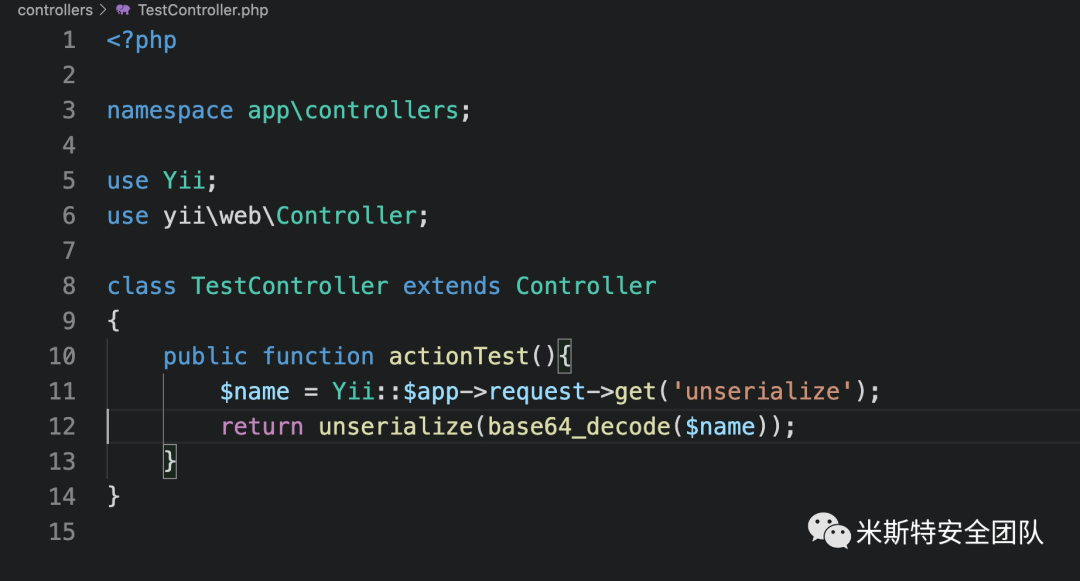 controllers > TestController.php
1 <?php
2
3 namespace app\controllers;
4
5 use Yii;
6 use yii\web\Controller;
7
8 class TestController extends Controller
9 {
10     public function actionTest(){
11         $name = Yii::$app->request->get('unserialize');
12         return unserialize(base64_decode($name));
13     }
14 }
15
米斯特安全团队